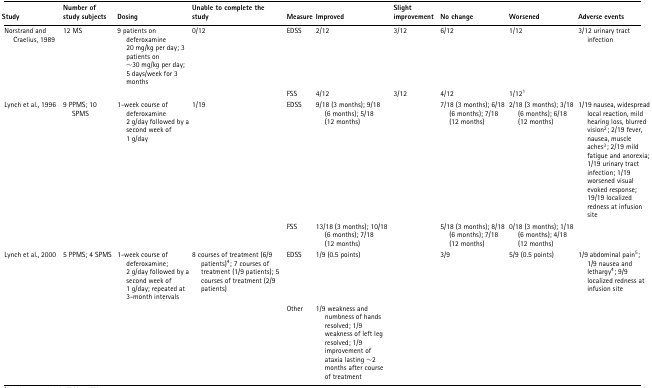 Study
Number of study subjects
Dosing
Unable to complete the study
Measure
Improved
Slight improvement
No change
Worsened
Adverse events
Norstrand and Craelius, 1989
12 MS
9 patients on deferoxamine 20 mg/kg per day; 3 patients on ~30 mg/kg per day; 5 days/week for 3 months
0/12
EDSS
2/12
3/12
6/12
1/12
3/12 urinary tract infection
FSS
4/12
3/12
4/12
1/12¹
Lynch et al., 1996
9 PPMS; 10 SPMS
1–week course of deferoxamine 2 g/day followed by a second week of 1 g/day
1/19
EDSS
9/18 (3 months); 9/18 (6 months); 5/18 (12 months)
7/18 (3 months); 6/18 (6 months); 7/18 (12 months)
2/18 (3 months); 3/18 (6 months); 6/18 (12 months)
1/19 nausea, widespread local reaction, mild hearing loss, blurred vision²; 2/19 fever, nausea, muscle aches³; 2/19 mild fatigue and anorexia; 1/19 urinary tract infection; 1/19 worsened visual evoked response; 19/19 localized redness at infusion site
FSS
13/18 (3 months); 10/18 (6 months); 7/18 (12 months)
5/18 (3 months); 8/18 (6 months); 7/18 (12 months)
0/18 (3 months); 1/18 (6 months); 4/18 (12 months)
Lynch et al., 2000
5 PPMS; 4 SPMS
1–week course of deferoxamine; 2 g/day followed by a second week of 1 g/day; repeated at 3–month intervals
8 courses of treatment (6/9 patients)⁴; 7 courses of treatment (1/9 patients); 5 courses of treatment (2/9 patients)
EDSS
1/9 (0.5 points)
3/9
5/9 (0.5 points)
1/9 abdominal pain⁵; 1/9 nausea and lethargy⁴; 9/9 localized redness at infusion site
Other
1/9 weakness and numbness of hands resolved; 1/9 weakness of left leg resolved; 1/9 improvement of ataxia lasting ~2 months after course of treatment